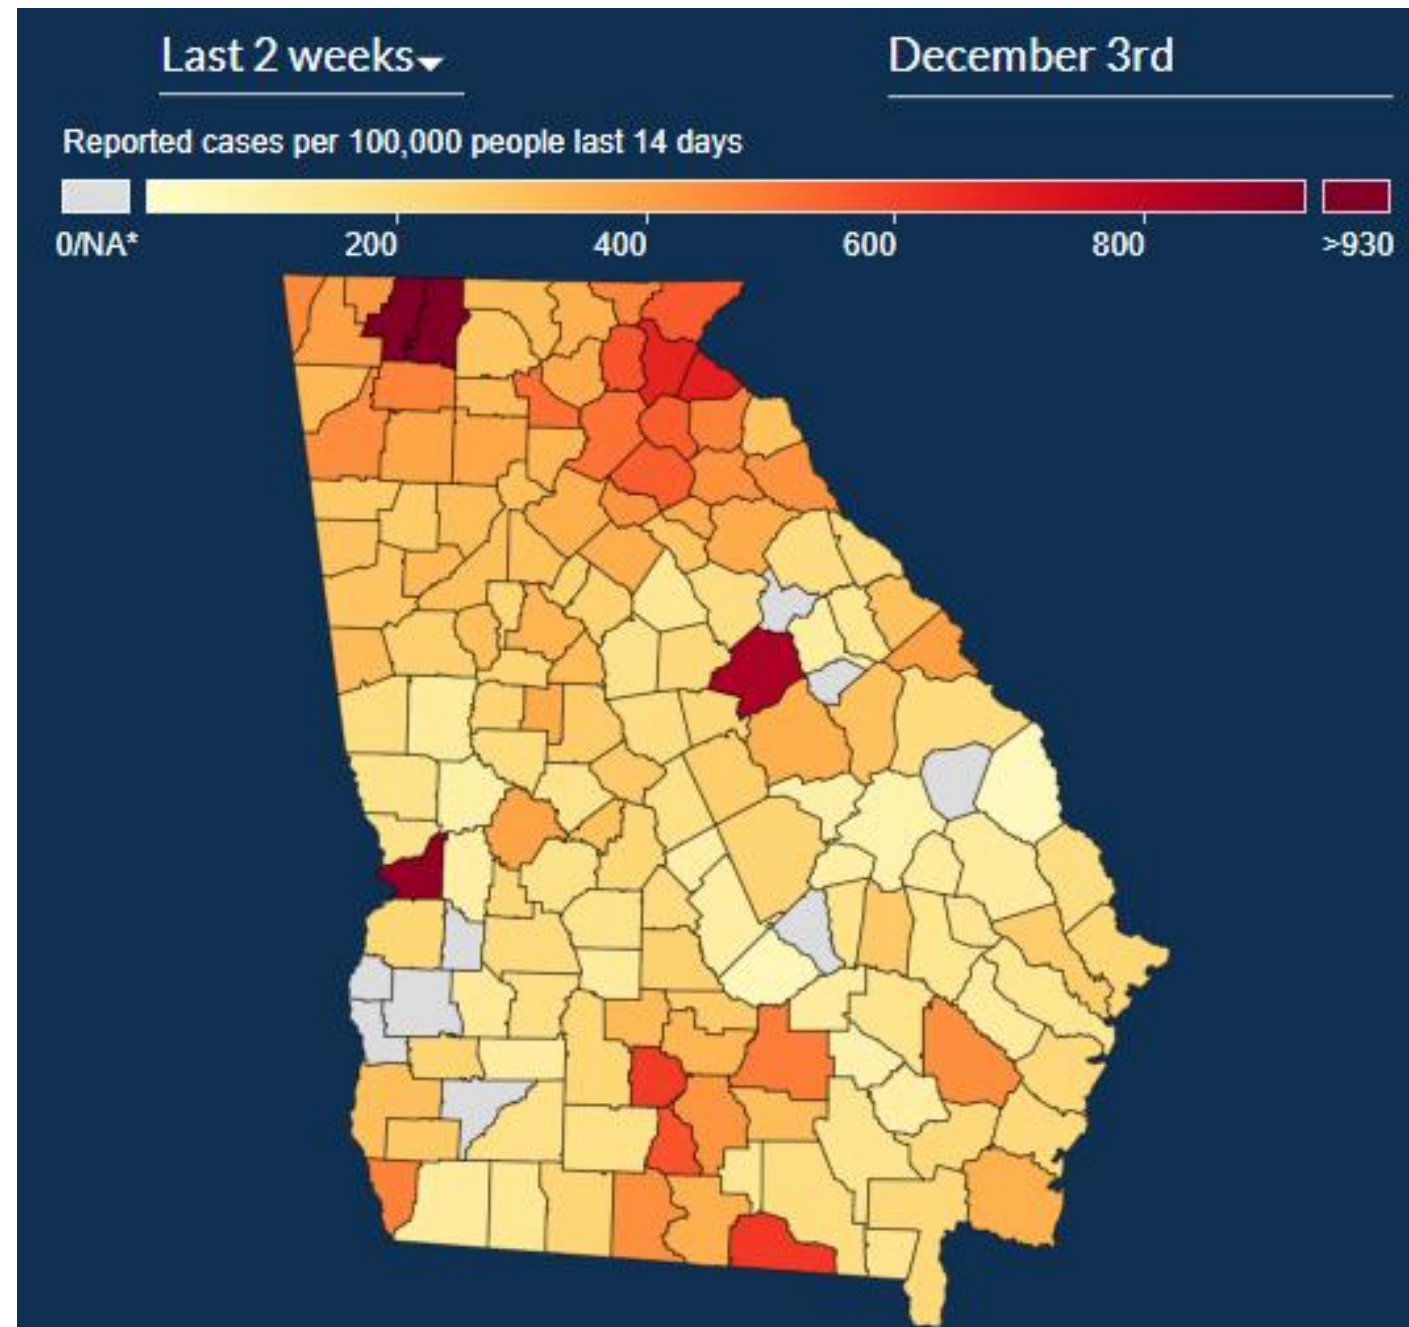 Last 2 weeks
December 3rd
Reported cases per 100,000 people last 14 days
0/NA*
200
400
600
800
>930